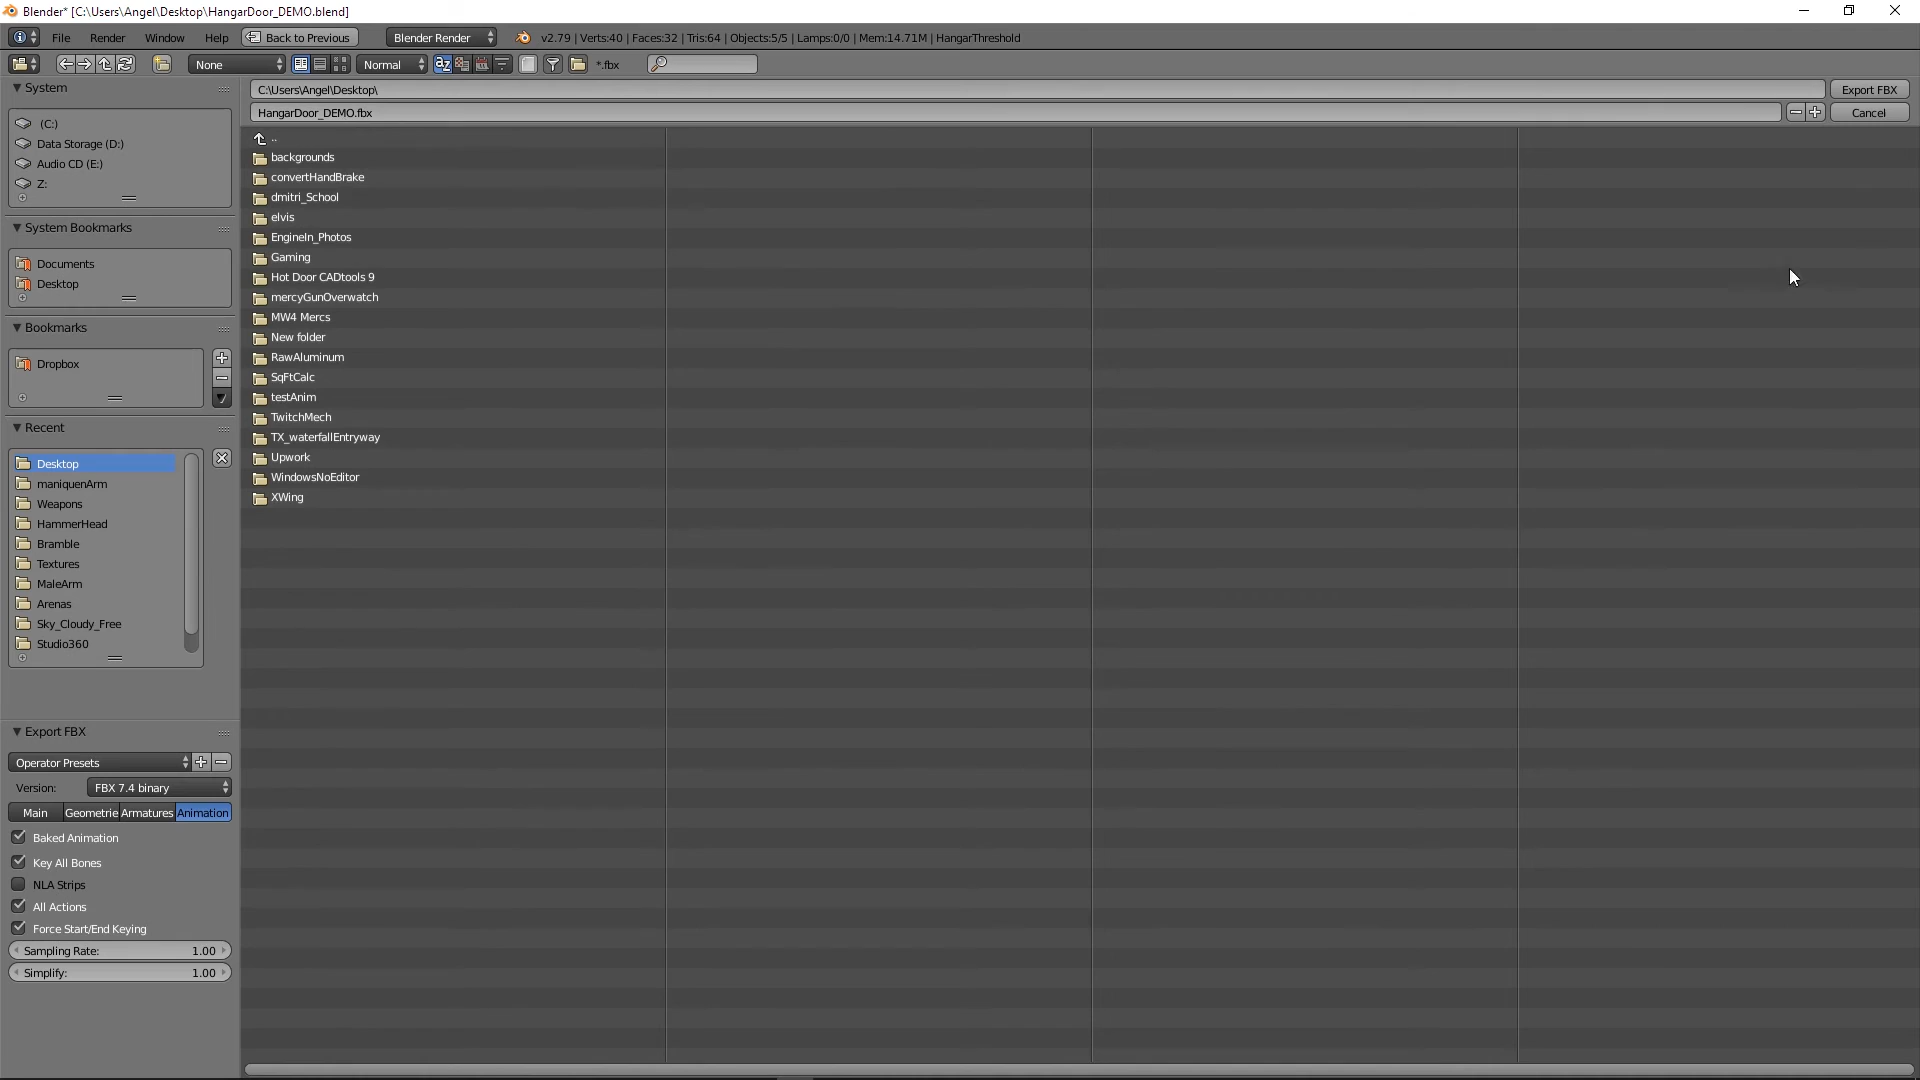 Blender* [C:\Users\Angel\Desktop\HangarDoor_DEMO.blend]
File Render Window Help Back to Previous Blender Render v2.79 | Verts:40 | Faces:32 | Tris:64 | Objects:5/5 | Lamps:0/0 | Mem:14.71M | HangarThreshold
None Normal *.fbx
System
(C:)
Data Storage (D:)
Audio CD (E:)
Z:
System Bookmarks
Documents
Desktop
Bookmarks
Dropbox
Recent
Desktop
maniquenArm
Weapons
HammerHead
Bramble
Textures
MaleArm
Arenas
Sky_Cloudy_Free
Studio360
Export FBX
Operator Presets
Version: FBX 7.4 binary
Main Geometrie Armatures Animation
Baked Animation
Key All Bones
NLA Strips
All Actions
Force Start/End Keying
Sampling Rate: 1.00
Simplify: 1.00
C:\Users\Angel\Desktop\ Export FBX
HangarDoor_DEMO.fbx Cancel
..
backgrounds
convertHandBrake
dmitri_School
elvis
EngineIn_Photos
Gaming
Hot Door CADtools 9
mercyGunOverwatch
MW4 Mercs
New folder
RawAluminum
SqFtCalc
testAnim
TwitchMech
TX_waterfallEntryway
Upwork
WindowsNoEditor
XWing